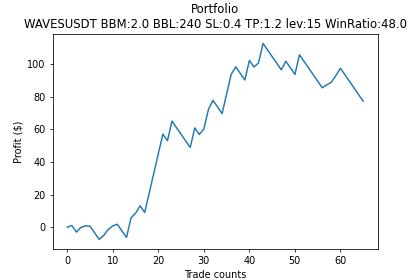 Portfolio
WAVESUSDT BBM:2.0 BBL:240 SL:0.4 TP:1.2 lev:15 WinRatio:48.0
Profit ($)
100
80
60
40
20
0
0 10 20 30 40 50 60
Trade counts